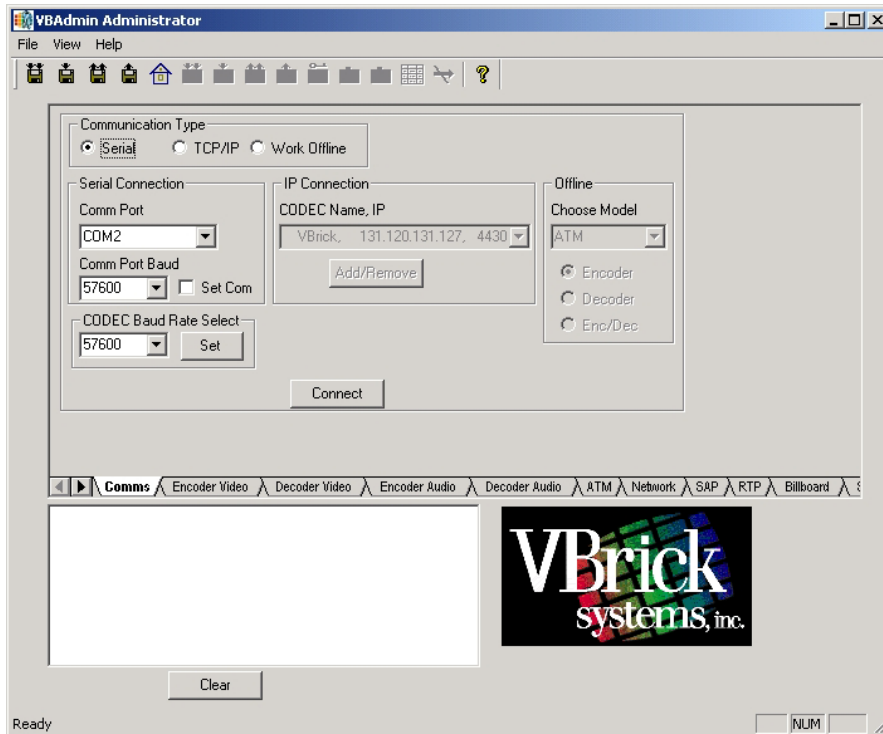 VBAdmin Administrator
File View Help
Communication Type
Serial TCP/IP Work Offline
Serial Connection
Comm Port
COM2
Comm Port Baud
57600 Set Com
CODEC Baud Rate Select
57600 Set
IP Connection
CODEC Name, IP
VBrick, 131.120.131.127, 4430
Add/Remove
Offline
Choose Model
ATM
Encoder
Decoder
Enc/Dec
Connect
Comms Encoder Video Decoder Video Encoder Audio Decoder Audio ATM Network SAP RTP Billboard
VBrick
systems, inc.
Clear
Ready NUM